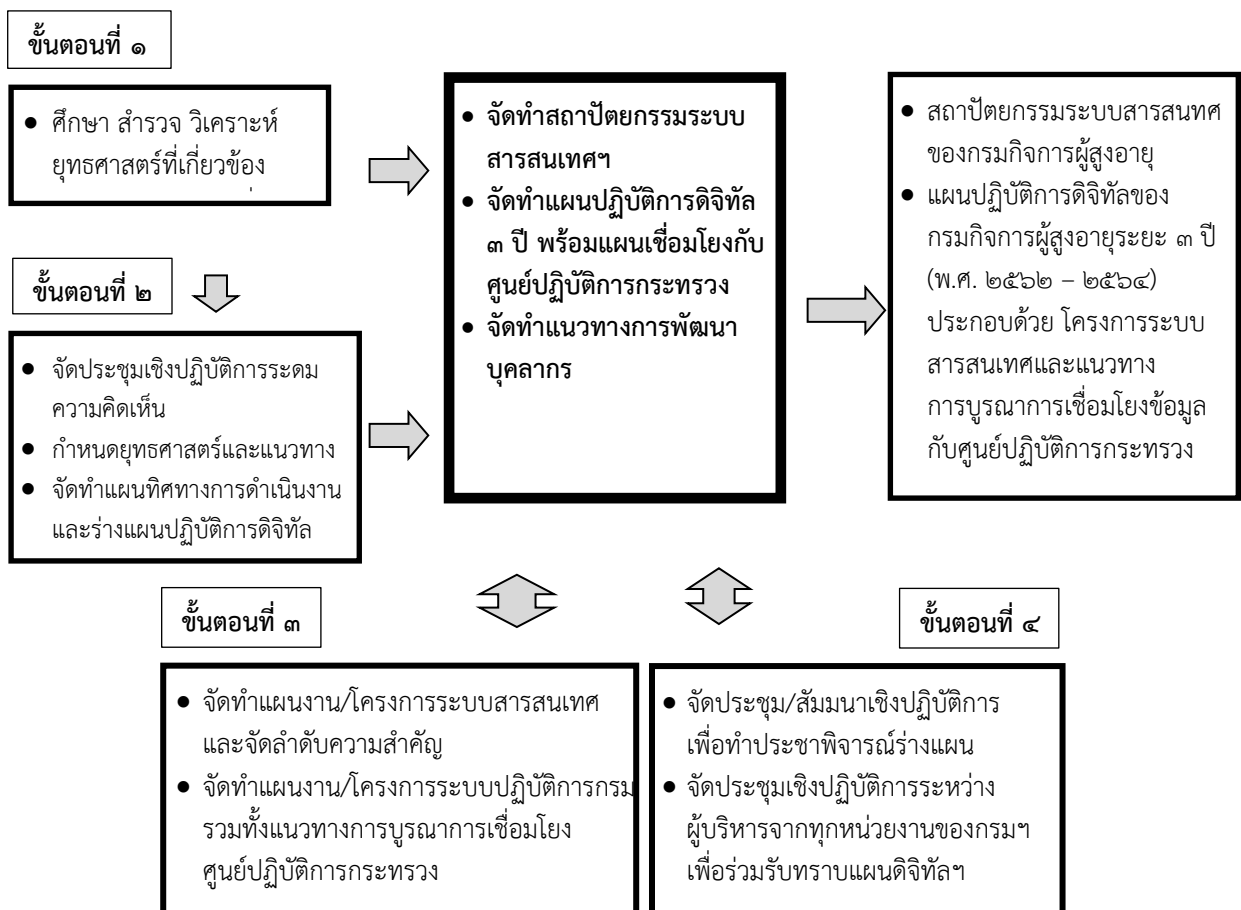 ขั้นตอนที่ ๑
● ศึกษา สำรวจ วิเคราะห์
ยุทธศาสตร์ที่เกี่ยวข้อง
ขั้นตอนที่ ๒
● จัดประชุมเชิงปฏิบัติการระดม
ความคิดเห็น
● กำหนดยุทธศาสตร์และแนวทาง
● จัดทำแผนทิศทางการดำเนินงาน
และร่างแผนปฏิบัติการดิจิทัล
● จัดทำสถาปัตยกรรมระบบ
สารสนเทศฯ
● จัดทำแผนปฏิบัติการดิจิทัล
๓ ปี พร้อมแผนเชื่อมโยงกับ
ศูนย์ปฏิบัติการกระทรวง
● จัดทำแนวทางการพัฒนา
บุคลากร
● สถาปัตยกรรมระบบสารสนทศ
ของกรมกิจการผู้สูงอายุ
● แผนปฏิบัติการดิจิทัลของ
กรมกิจการผู้สูงอายุระยะ ๓ ปี
(พ.ศ. ๒๕๖๒ – ๒๕๖๔)
ประกอบด้วย โครงการระบบ
สารสนเทศและแนวทาง
การบูรณาการเชื่อมโยงข้อมูล
กับศูนย์ปฏิบัติการกระทรวง
ขั้นตอนที่ ๓
● จัดทำแผนงาน/โครงการระบบสารสนเทศ
และจัดลำดับความสำคัญ
● จัดทำแผนงาน/โครงการระบบปฏิบัติการกรม
รวมทั้งแนวทางการบูรณาการเชื่อมโยง
ศูนย์ปฏิบัติการกระทรวง
ขั้นตอนที่ ๔
● จัดประชุม/สัมมนาเชิงปฏิบัติการ
เพื่อทำประชาพิจารณ์ร่างแผน
● จัดประชุมเชิงปฏิบัติการระหว่าง
ผู้บริหารจากทุกหน่วยงานของกรมฯ
เพื่อร่วมรับทราบแผนดิจิทัลฯ